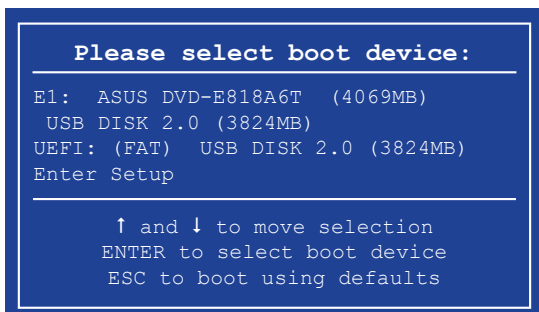 Please select boot device:
E1: ASUS DVD-E818A6T (4069MB)
USB DISK 2.0 (3824MB)
UEFI: (FAT) USB DISK 2.0 (3824MB)
Enter Setup
↑ and ↓ to move selection
ENTER to select boot device
ESC to boot using defaults